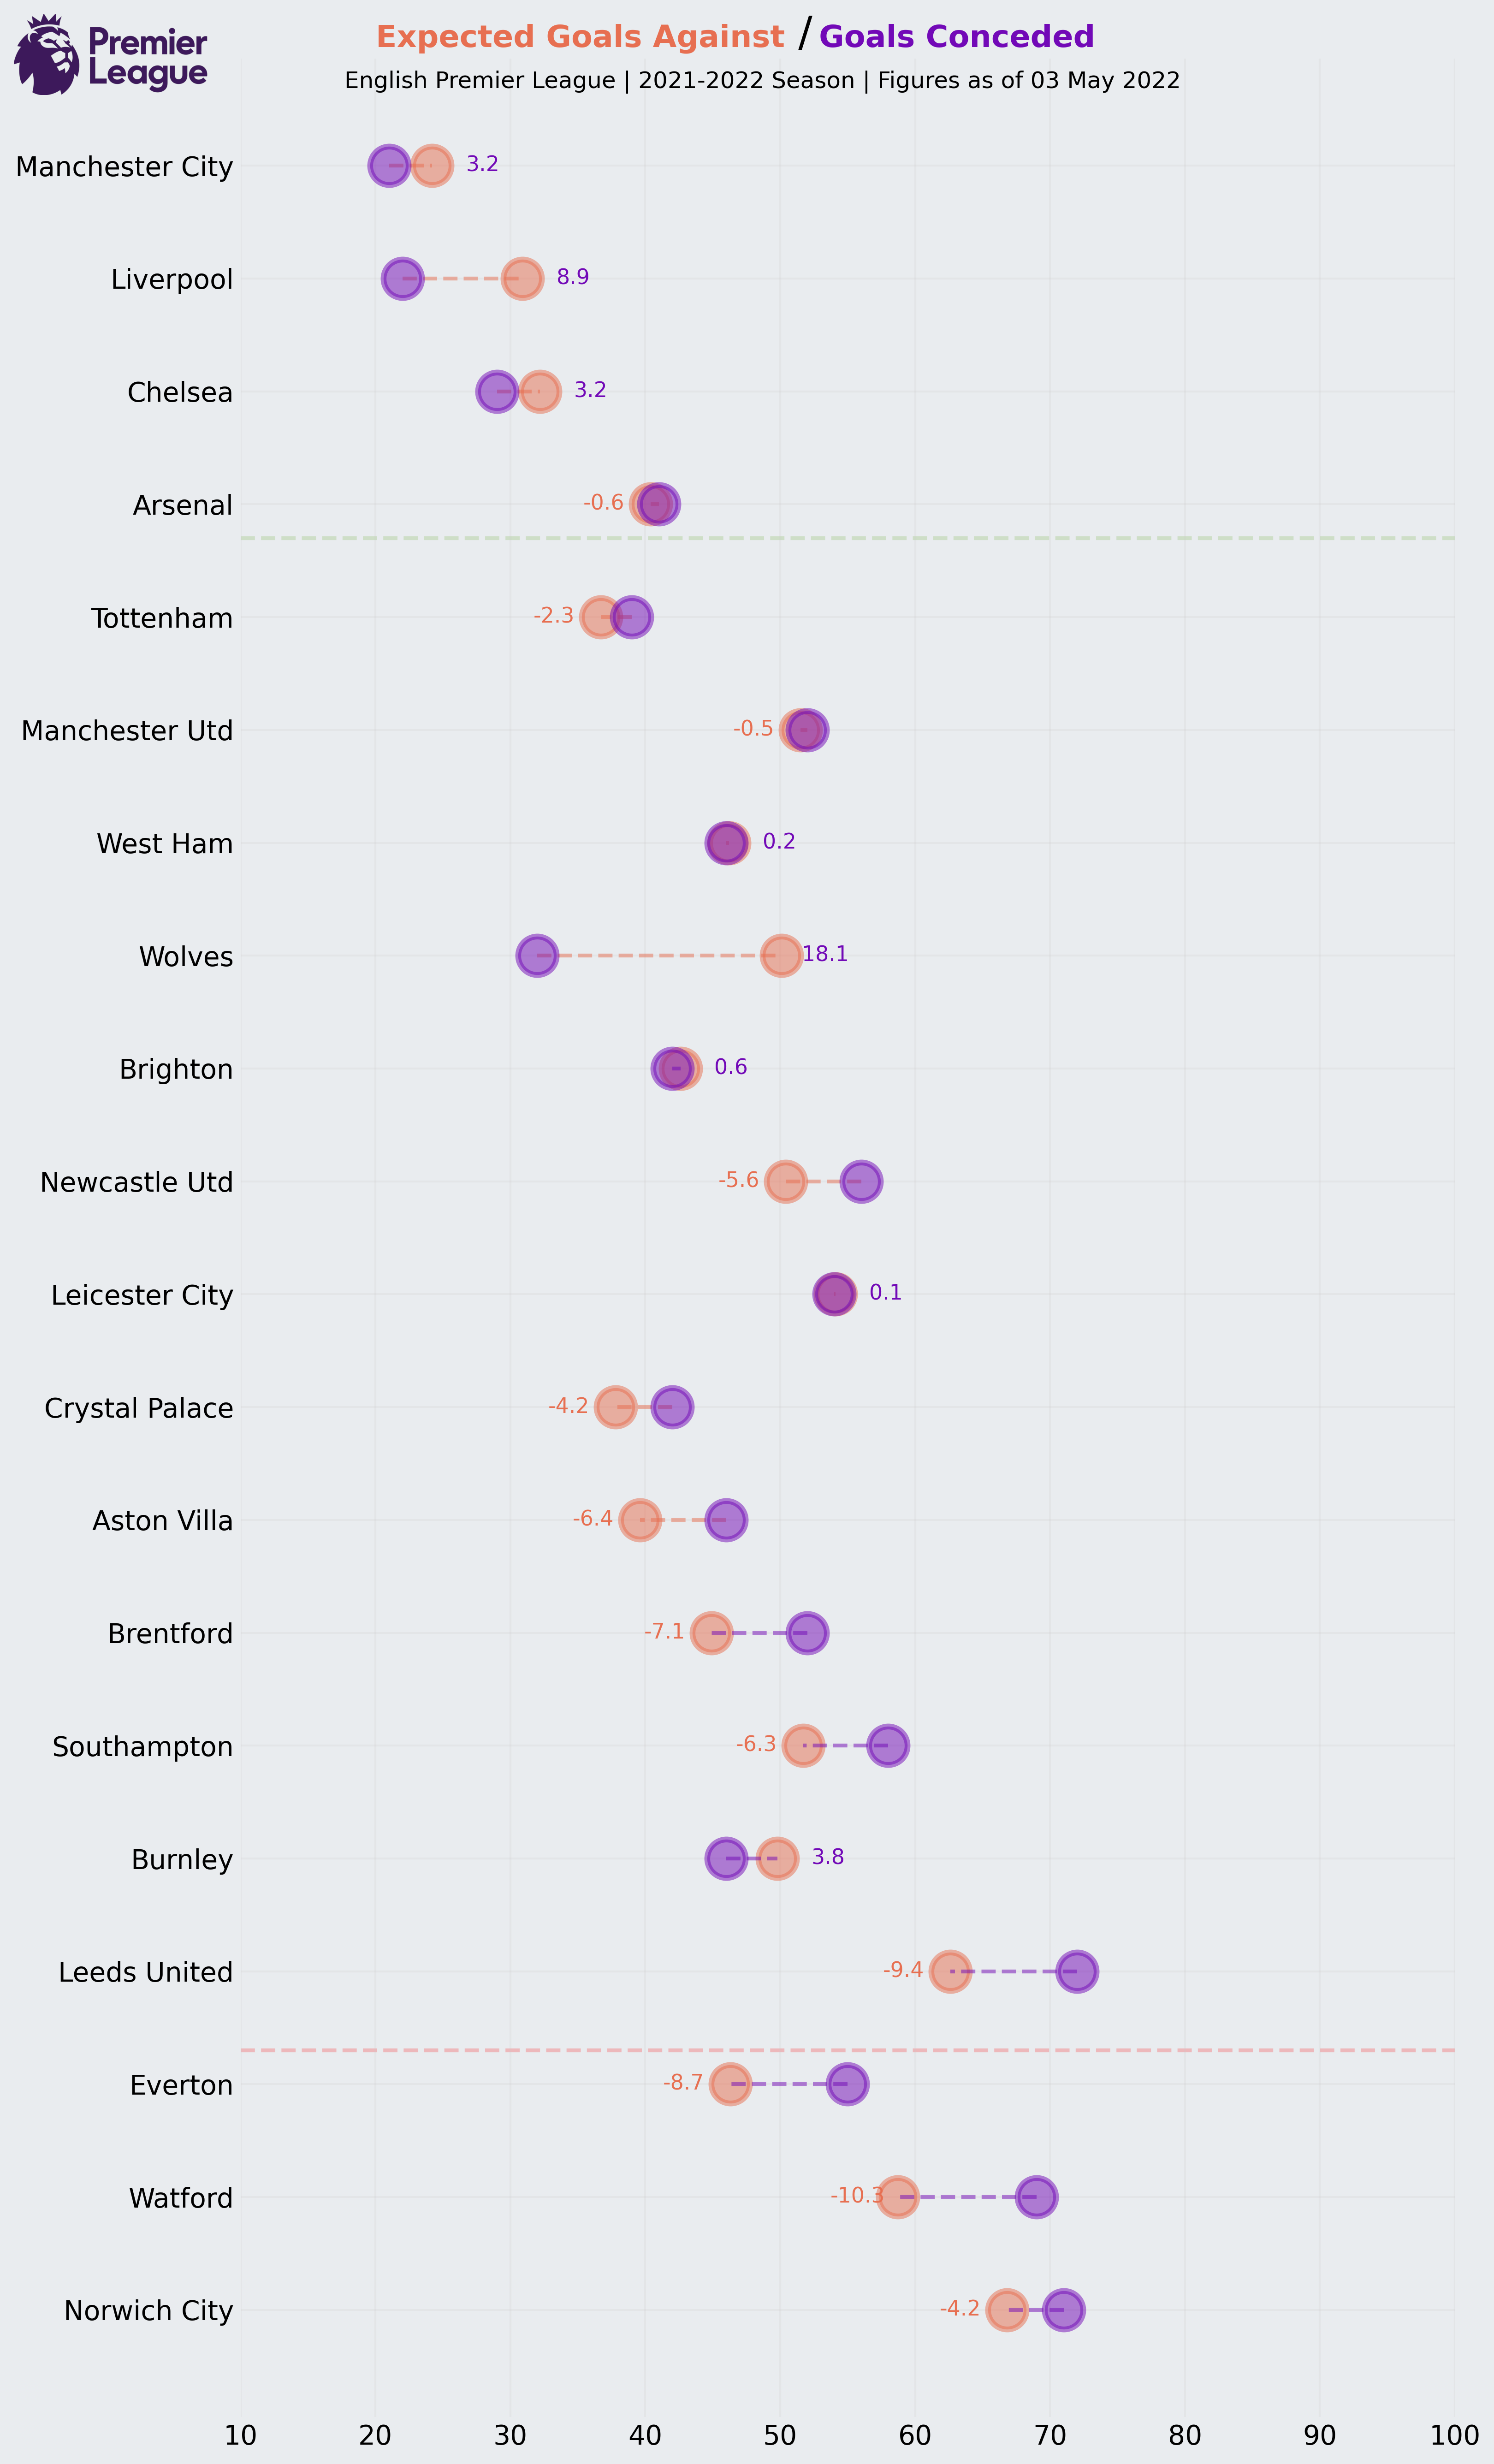 Premier
League
Expected Goals Against / Goals Conceded
English Premier League | 2021-2022 Season | Figures as of 03 May 2022
Manchester City 3.2
Liverpool 8.9
Chelsea 3.2
Arsenal -0.6
Tottenham -2.3
Manchester Utd -0.5
West Ham 0.2
Wolves 18.1
Brighton 0.6
Newcastle Utd -5.6
Leicester City 0.1
Crystal Palace -4.2
Aston Villa -6.4
Brentford -7.1
Southampton -6.3
Burnley 3.8
Leeds United -9.4
Everton -8.7
Watford -10.3
Norwich City -4.2
10 20 30 40 50 60 70 80 90 100